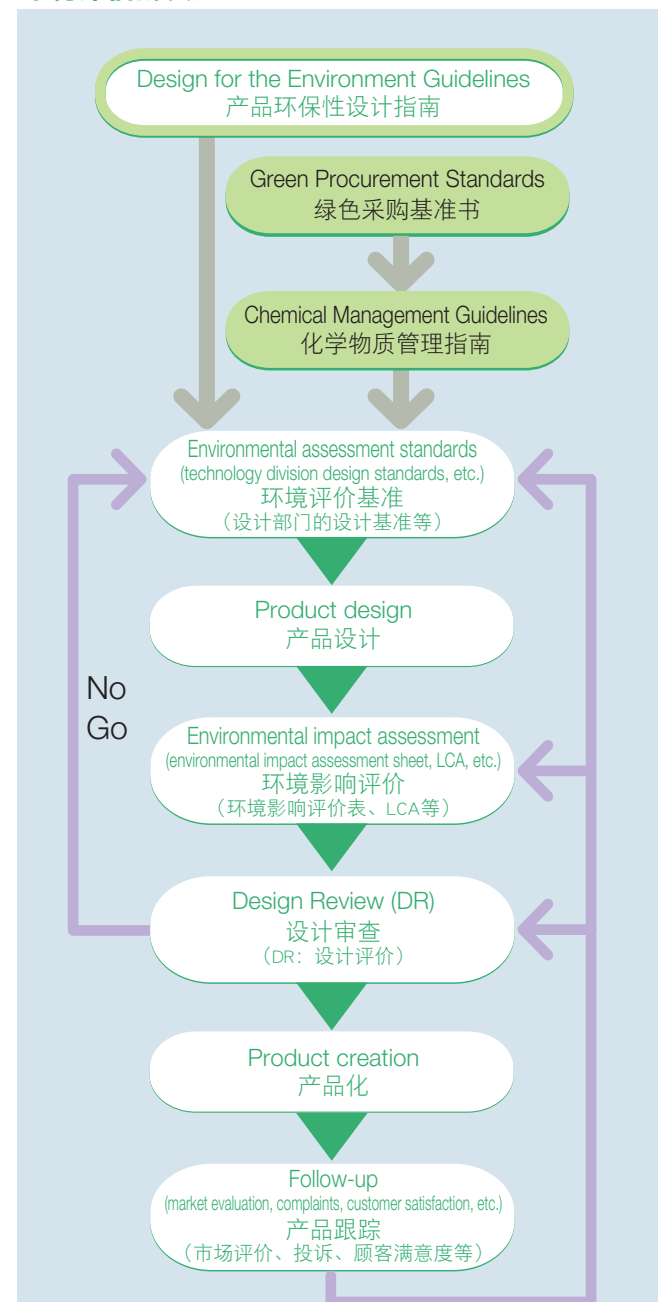 Design for the Environment Guidelines
产品环保性设计指南
Green Procurement Standards
绿色采购基准书
Chemical Management Guidelines
化学物质管理指南
Environmental assessment standards
(technology division design standards, etc.)
环境评价基准
（设计部门的设计基准等）
Product design
产品设计
No
Go
Environmental impact assessment
(environmental impact assessment sheet, LCA, etc.)
环境影响评价
（环境影响评价表、LCA等）
Design Review (DR)
设计审查
（DR：设计评价）
Product creation
产品化
Follow-up
(market evaluation, complaints, customer satisfaction, etc.)
产品跟踪
（市场评价、投诉、顾客满意度等）